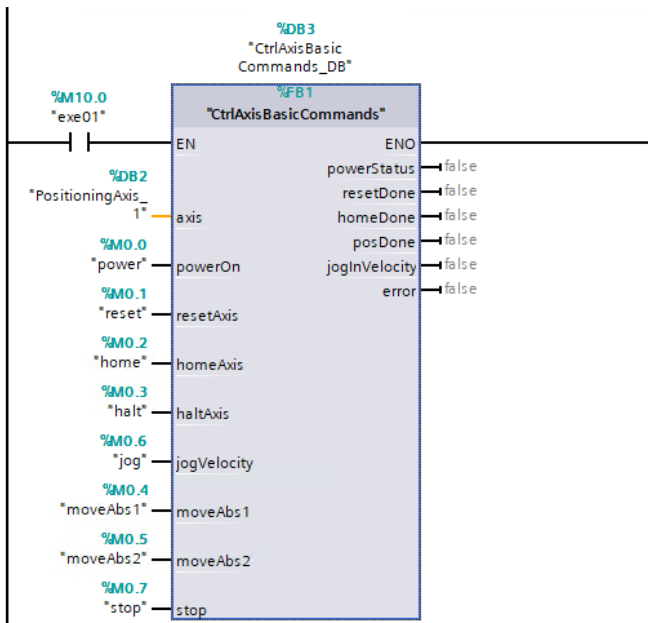 %DB3
"CtrlAxisBasic
Commands_DB"
%M10.0
"exe01"
%FB1
"CtrlAxisBasicCommands"
EN
ENO
powerStatus
false
%DB2
"PositioningAxis_
1"
axis
resetDone
false
homeDone
false
posDone
false
%M0.0
"power"
powerOn
jogInVelocity
false
error
false
%M0.1
"reset"
resetAxis
%M0.2
"home"
homeAxis
%M0.3
"halt"
haltAxis
%M0.6
"jog"
jogVelocity
%M0.4
"moveAbs1"
moveAbs1
%M0.5
"moveAbs2"
moveAbs2
%M0.7
"stop"
stop